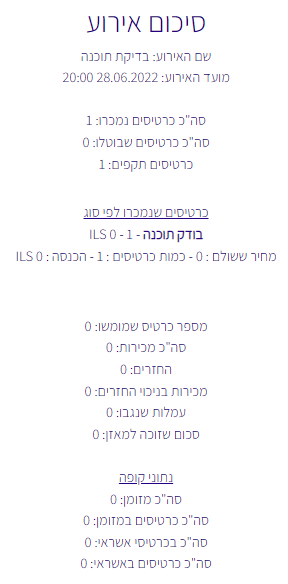 סיכום אירוע
שם האירוע: בדיקת תוכנה
מועד האירוע: 28.06.2022 20:00
סה"כ כרטיסים נמכרו: 1
סה"כ כרטיסים שבוטלו: 0
כרטיסים תקפים: 1
כרטיסים שנמכרו לפי סוג
בודק תוכנה - 1 - 0 ILS
מחיר ששולם : 0 - כמות כרטיסים : 1 - הכנסה : 0 ILS
מספר כרטיס שמומשו: 0
סה"כ מכירות: 0
החזרים: 0
מכירות בניכוי החזרים: 0
עמלות שנגבו: 0
סכום שזוכה למאזן: 0
נתוני קופה
סה"כ מזומן: 0
סה"כ כרטיסים במזומן: 0
סה"כ בכרטיסי אשראי: 0
סה"כ כרטיסים באשראי: 0